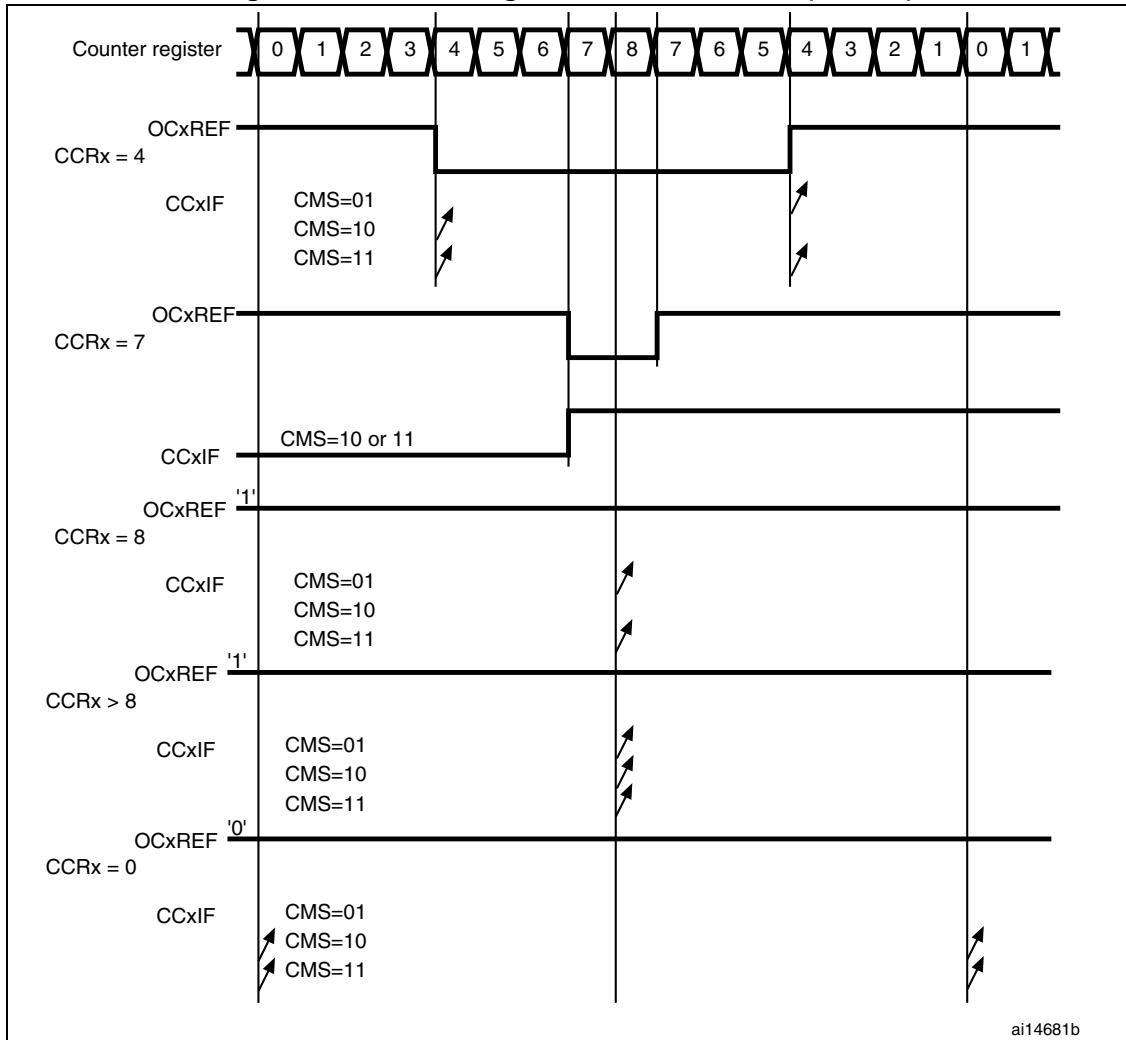 Counter register 0 1 2 3 4 5 6 7 8 7 6 5 4 3 2 1 0 1
OCxREF
CCRx = 4
CCxIF CMS=01
CMS=10
CMS=11
OCxREF
CCRx = 7
CMS=10 or 11
CCxIF
'1'
OCxREF
CCRx = 8
CCxIF CMS=01
CMS=10
CMS=11
'1'
OCxREF
CCRx > 8
CCxIF CMS=01
CMS=10
CMS=11
'0'
OCxREF
CCRx = 0
CCxIF CMS=01
CMS=10
CMS=11
ai14681b